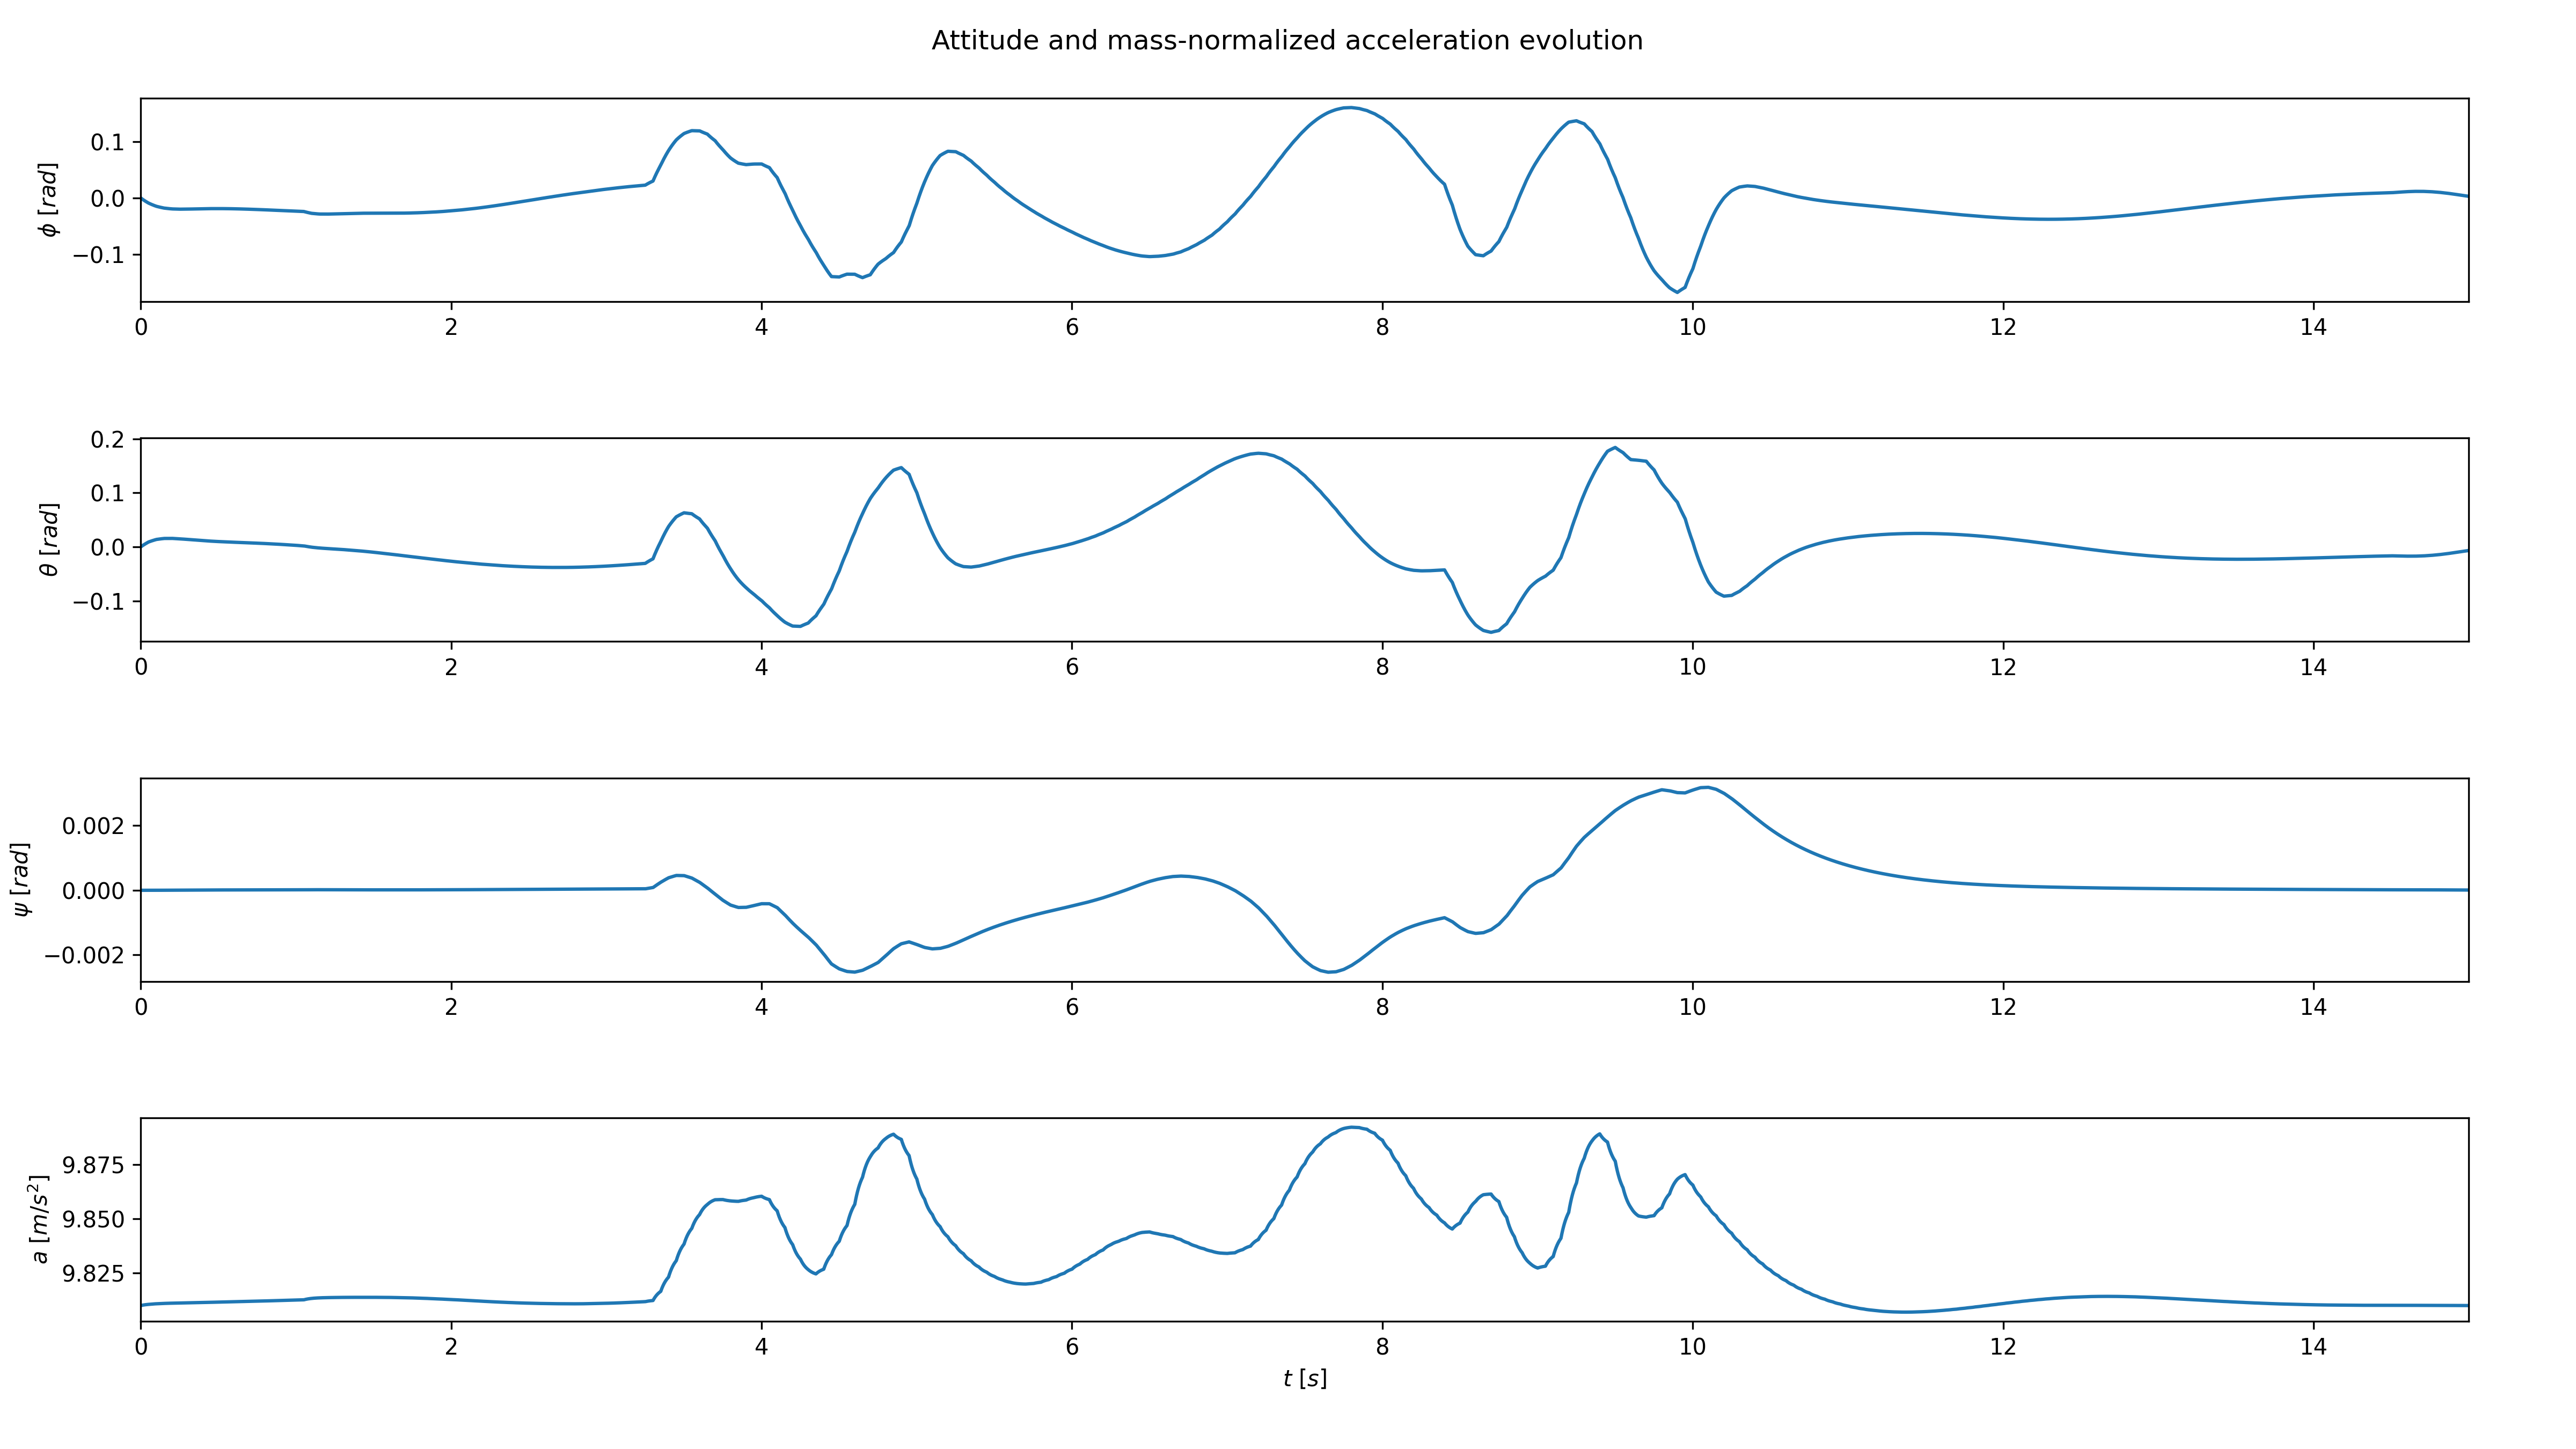 Attitude and mass-normalized acceleration evolution
ϕ [rad]
0.1
0.0
−0.1
0 2 4 6 8 10 12 14
θ [rad]
0.2
0.1
0.0
−0.1
0 2 4 6 8 10 12 14
ψ [rad]
0.002
0.000
−0.002
0 2 4 6 8 10 12 14
a [m/s²]
9.875
9.850
9.825
0 2 4 6 8 10 12 14
t [s]